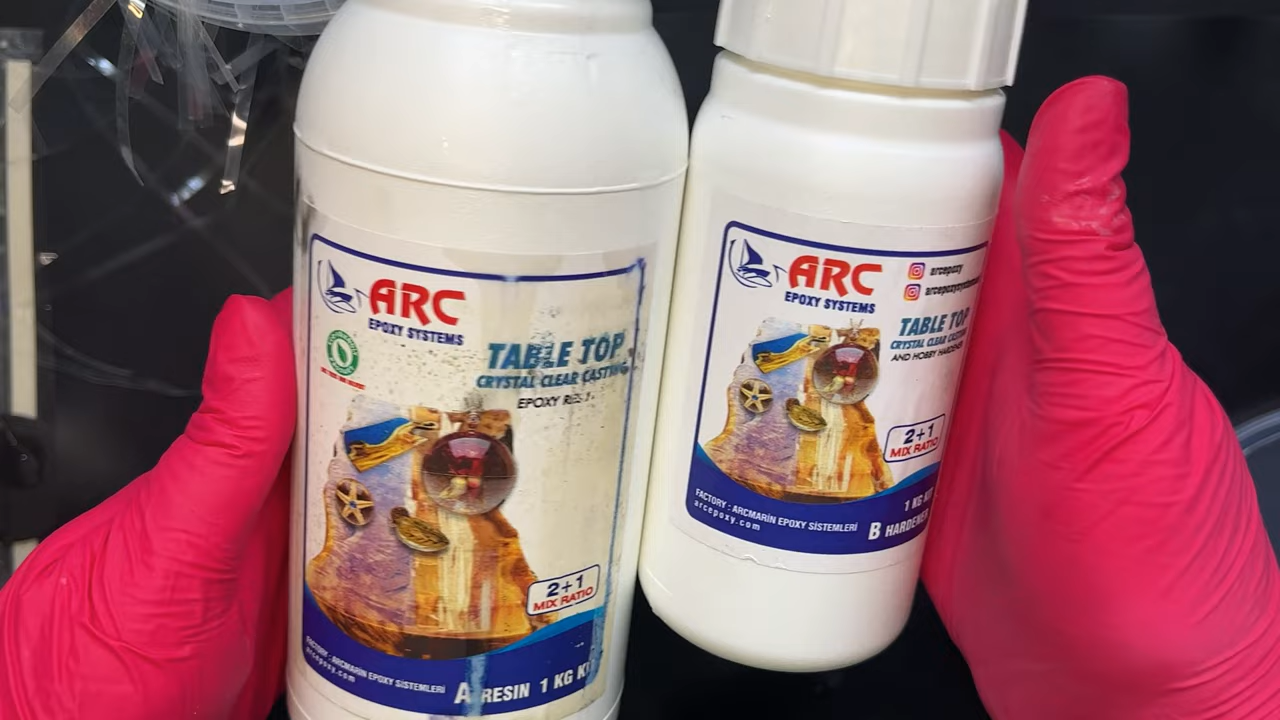 ARC
EPOXY SYSTEMS
TABLE TOP
CRYSTAL CLEAR CASTING
EPOXY
2+1
MIX RATIO
FACTORY : ARCMARİN EPOXY SİSTEMLERİ
arcepoxy.com
A RESIN 1 KG
ARC
EPOXY SYSTEMS
arcepoxy
TABLE TOP
CRYSTAL CLEAR CASTING
AND HOBBY HARDENER
2+1
MIX RATIO
FACTORY : ARCMARİN EPOXY SİSTEMLERİ
arcepoxy.com
1 KG KIT
B HARDENER